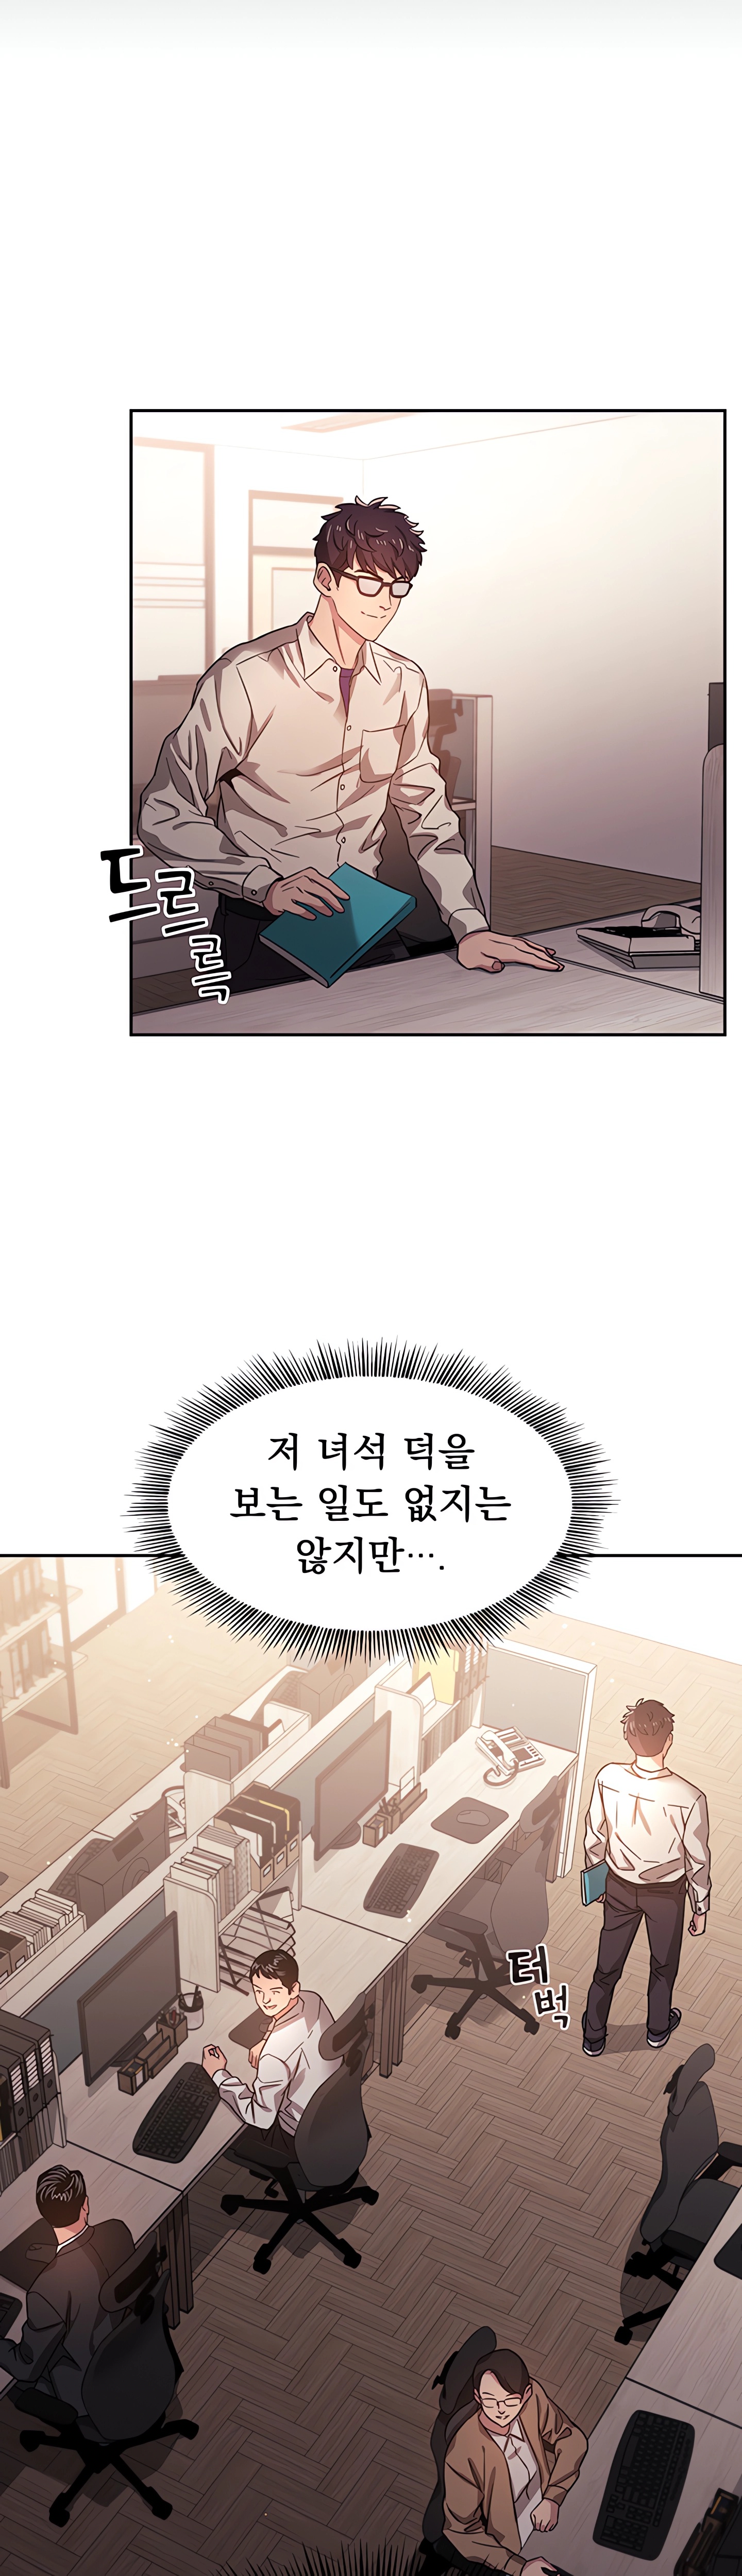 드르륵
저 녀석 덕을
보는 일도 없지는
않지만….
터벅